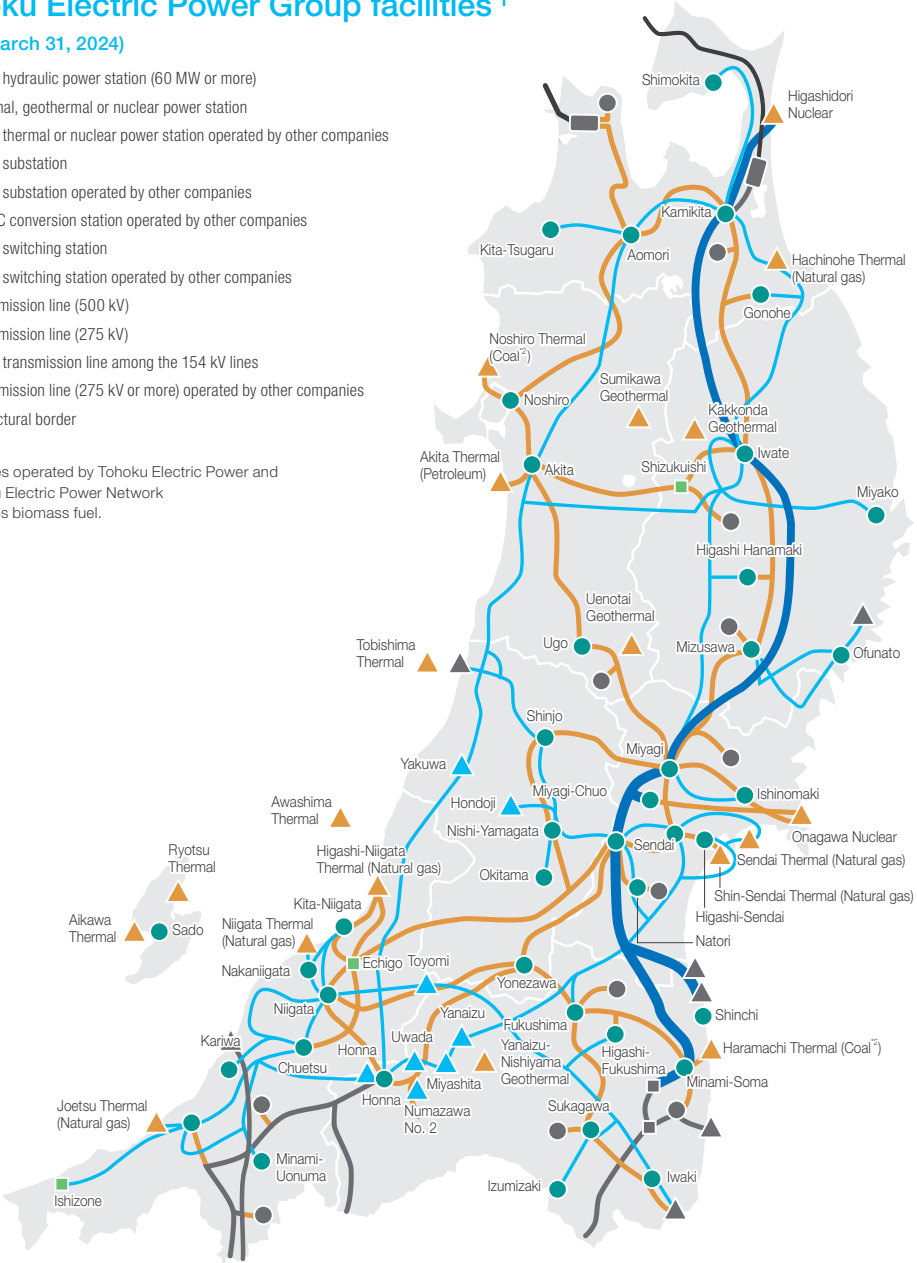 oku Electric Power Group facilities *1
arch 31, 2024)
hydraulic power station (60 MW or more)
nal, geothermal or nuclear power station
thermal or nuclear power station operated by other companies
substation
substation operated by other companies
C conversion station operated by other companies
switching station
switching station operated by other companies
mission line (500 kV)
mission line (275 kV)
transmission line among the 154 kV lines
mission line (275 kV or more) operated by other companies
ctural border
es operated by Tohoku Electric Power and
u Electric Power Network
es biomass fuel.
Shimokita
Higashidori
Nuclear
Kamikita
Kita-Tsugaru
Aomori
Hachinohe Thermal
(Natural gas)
Gonohe
Noshiro Thermal
(Coal*2)
Noshiro
Sumikawa
Geothermal
Kakkonda
Geothermal
Iwate
Akita Thermal
(Petroleum)
Akita
Shizukuishi
Miyako
Higashi Hanamaki
Uenotai
Geothermal
Ugo
Mizusawa
Ofunato
Tobishima
Thermal
Shinjo
Miyagi
Yakuwa
Miyagi-Chuo
Ishinomaki
Hondoji
Awashima
Thermal
Nishi-Yamagata
Sendai
Onagawa Nuclear
Sendai Thermal (Natural gas)
Higashi-Niigata
Thermal (Natural gas)
Okitama
Shin-Sendai Thermal (Natural gas)
Higashi-Sendai
Natori
Ryotsu
Thermal
Kita-Niigata
Aikawa
Thermal
Sado
Niigata Thermal
(Natural gas)
Echigo
Toyomi
Nakaniigata
Yonezawa
Niigata
Yanaizu
Fukushima
Shinchi
Kariwa
Honna
Uwada
Yanaizu-
Nishiyama
Geothermal
Higashi-
Fukushima
Haramachi Thermal (Coal*2)
Chuetsu
Miyashita
Minami-Soma
Honna
Numazawa
No. 2
Sukagawa
Joetsu Thermal
(Natural gas)
Minami-
Uonuma
Izumizaki
Iwaki
Ishizone